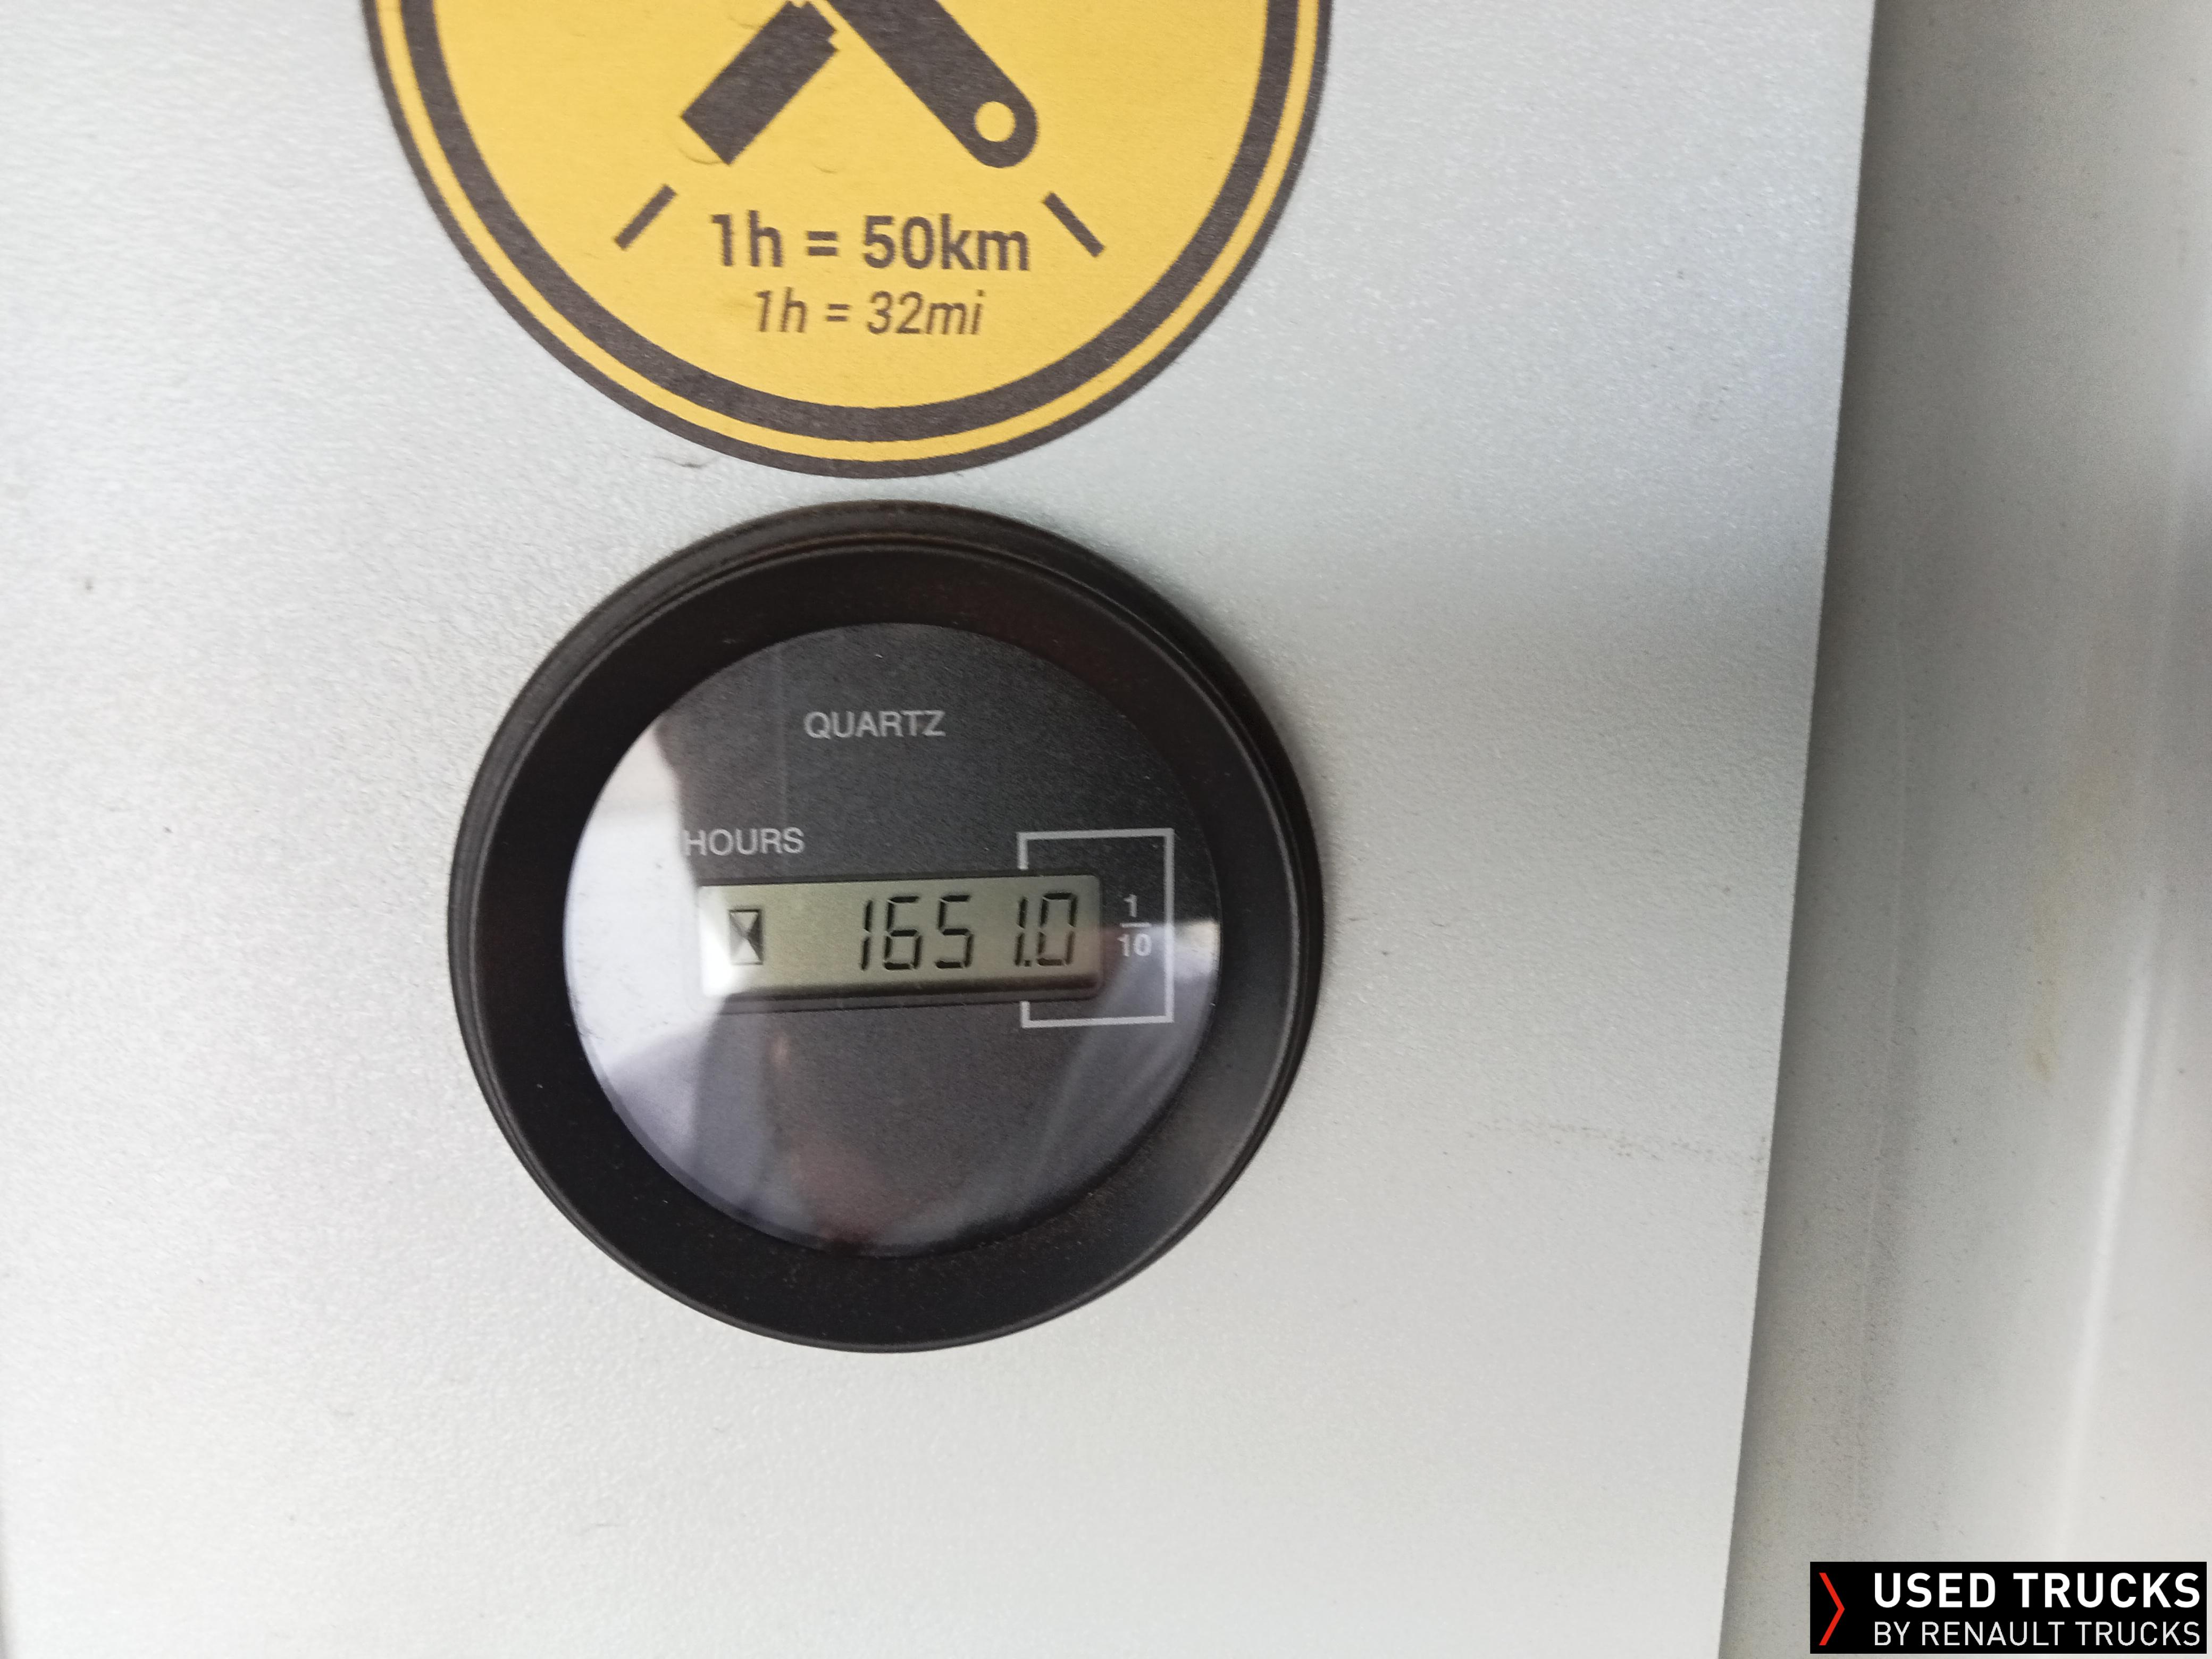 1h = 50km
1h = 32mi
QUARTZ
HOURS
1651.0
1
10
USED TRUCKS
BY RENAULT TRUCKS